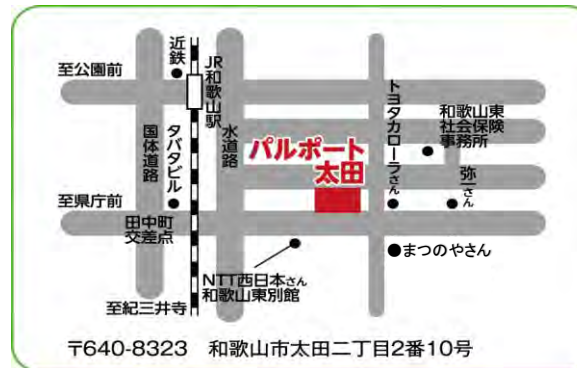 近鉄
至公園前
JR和歌山駅
国体道路
タバタビル
水道路
パルポート
太田
トヨタカローラさん
和歌山東
社会保険
事務所
弥一さん
至県庁前
田中町
交差点
まつのやさん
NTT西日本さん
和歌山東別館
至紀三井寺
〒640-8323 和歌山市太田二丁目2番10号